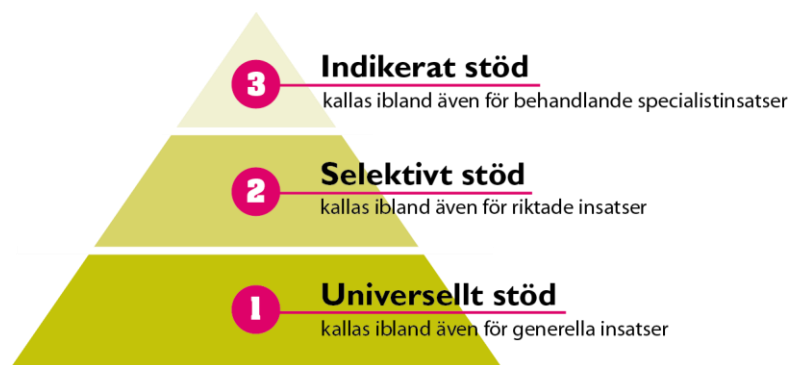 3
Indikerat stöd
kallas ibland även för behandlande specialistinsatser
2
Selektivt stöd
kallas ibland även för riktade insatser
1
Universellt stöd
kallas ibland även för generella insatser